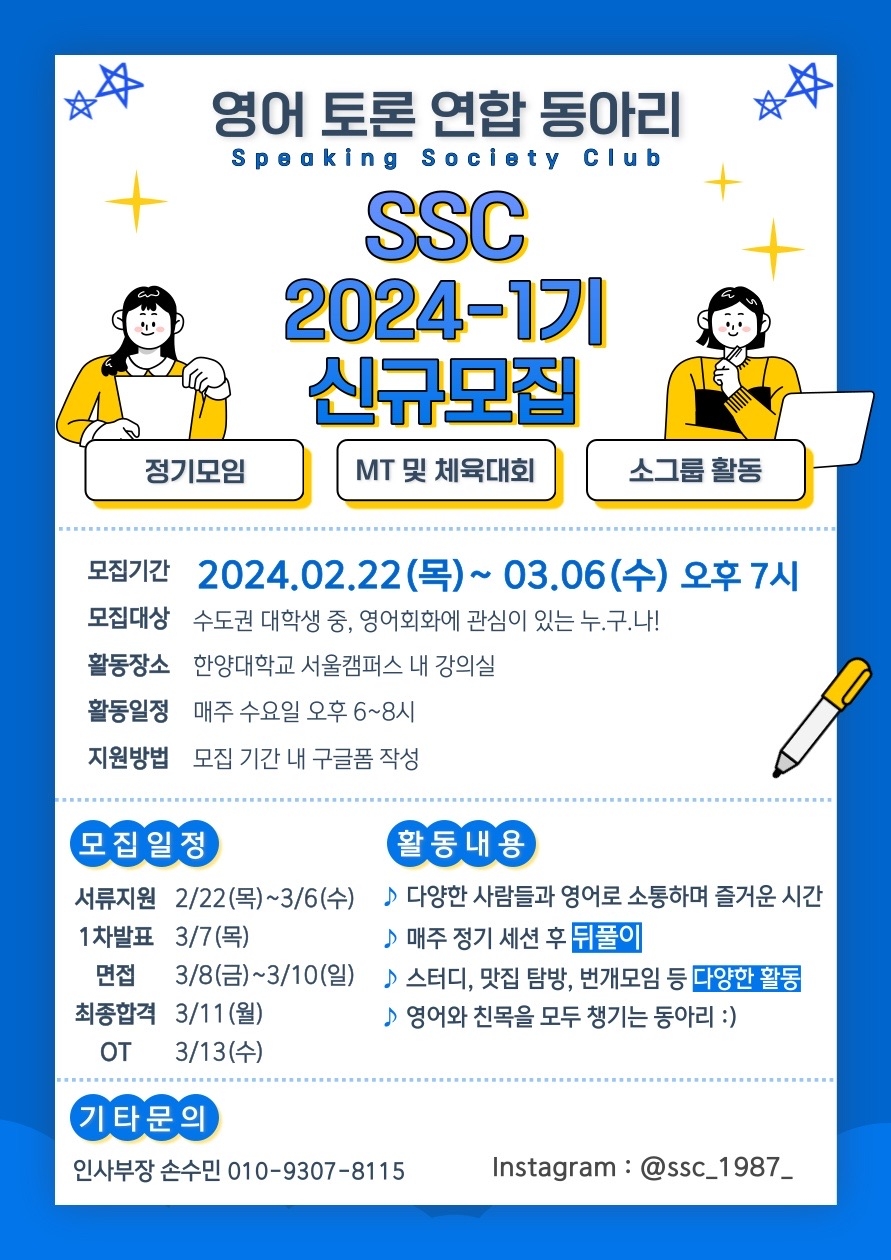 영어 토론 연합 동아리
Speaking Society Club
SSC
2024-1기
신규모집
정기모임
MT 및 체육대회
소그룹 활동
모집기간 2024.02.22(목)~ 03.06(수) 오후 7시
모집대상 수도권 대학생 중, 영어회화에 관심이 있는 누.구.나!
활동장소 한양대학교 서울캠퍼스 내 강의실
활동일정 매주 수요일 오후 6~8시
지원방법 모집 기간 내 구글폼 작성
모집일정
서류지원 2/22(목)~3/6(수)
1차발표 3/7(목)
면접 3/8(금)~3/10(일)
최종합격 3/11(월)
OT 3/13(수)
활동내용
♪ 다양한 사람들과 영어로 소통하며 즐거운 시간
♪ 매주 정기 세션 후 뒤풀이
♪ 스터디, 맛집 탐방, 번개모임 등 다양한 활동
♪ 영어와 친목을 모두 챙기는 동아리 :)
기타문의
인사부장 손수민 010-9307-8115
Instagram : @ssc_1987_